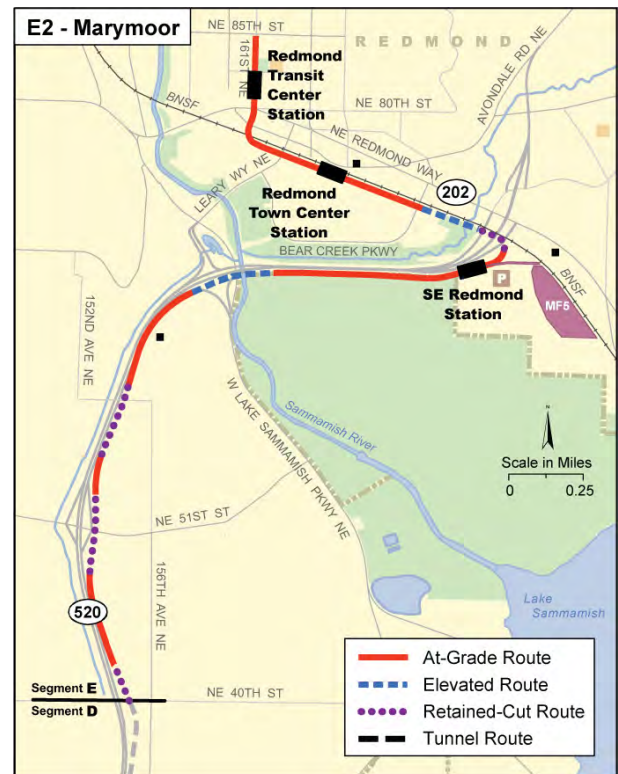 E2 - Marymoor
NE 85TH ST
161ST NE
REDMOND
AVONDALE RD NE
Redmond
Transit
Center
Station
BNSF
NE 80TH ST
NE REDMOND WAY
LEARY WY NE
202
Redmond
Town Center
Station
BEAR CREEK PKWY
P
BNSF
SE Redmond
Station
MF5
152ND AVE NE
W LAKE SAMMAMISH PKWY NE
Sammamish River
N
Scale in Miles
0 0.25
NE 51ST ST
156TH AVE NE
520
Lake
Sammamish
Segment E
Segment D
NE 40TH ST
At-Grade Route
Elevated Route
Retained-Cut Route
Tunnel Route